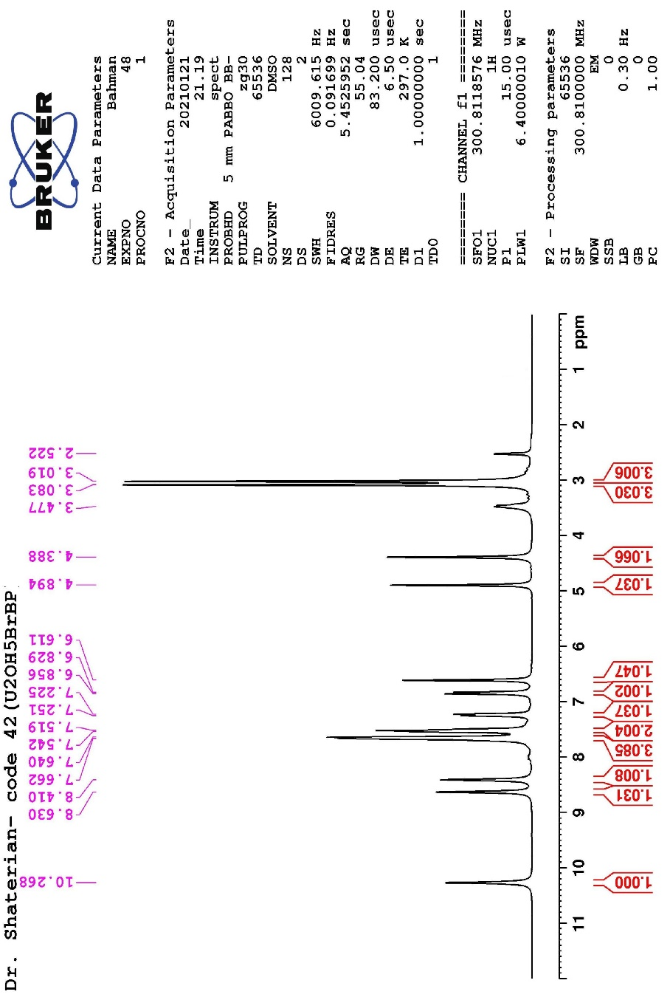 Dr. Shaterian- code 42 (U2OH5BrBP
BRUKER
Current Data Parameters
NAME Bahman
EXPNO 48
PROCNO 1
F2 - Acquisition Parameters
Date_ 20210121
Time 21.19
INSTRUM spect
PROBHD 5 mm PABBO BB-
PULPROG zg30
TD 65536
SOLVENT DMSO
NS 128
DS 2
SWH 6009.615 Hz
FIDRES 0.091699 Hz
AQ 5.4525952 sec
RG 55.04
DW 83.200 usec
DE 6.50 usec
TE 297.0 K
D1 1.00000000 sec
TD0 1
======== CHANNEL f1 ========
SFO1 300.8118576 MHz
NUC1 1H
P1 15.00 usec
PLW1 6.40000010 W
F2 - Processing parameters
SI 65536
SF 300.8100000 MHz
WDW EM
SSB 0
LB 0.30 Hz
GB 0
PC 1.00
10.268
8.630
8.410
7.662
7.640
7.542
7.519
7.251
7.225
6.856
6.829
6.611
4.894
4.388
3.477
3.083
3.019
2.522
11 10 9 8 7 6 5 4 3 2 1 ppm
1.000
1.031
1.008
3.085
2.004
1.037
1.002
1.047
1.037
1.066
3.030
3.006